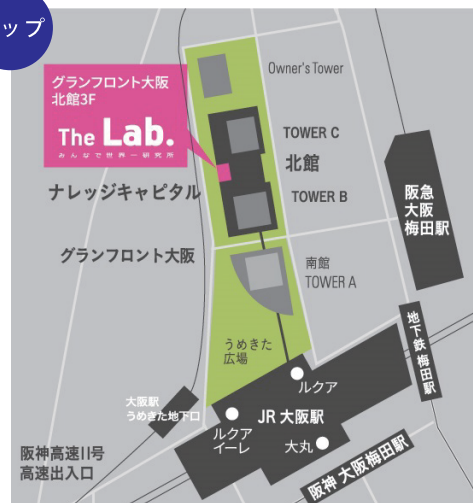 ップ
グランフロント大阪
北館3F
The Lab.
みんなで世界一研究所
Owner's Tower
TOWER C
北館
ナレッジキャピタル
TOWER B
阪急
大阪
梅田駅
グランフロント大阪
南館
TOWER A
うめきた
広場
地下鉄 梅田駅
ルクア
大阪駅
うめきた地下口
JR 大阪駅
ルクア
イーレ
大丸
阪神高速11号
高速出入口
阪神 大阪梅田駅